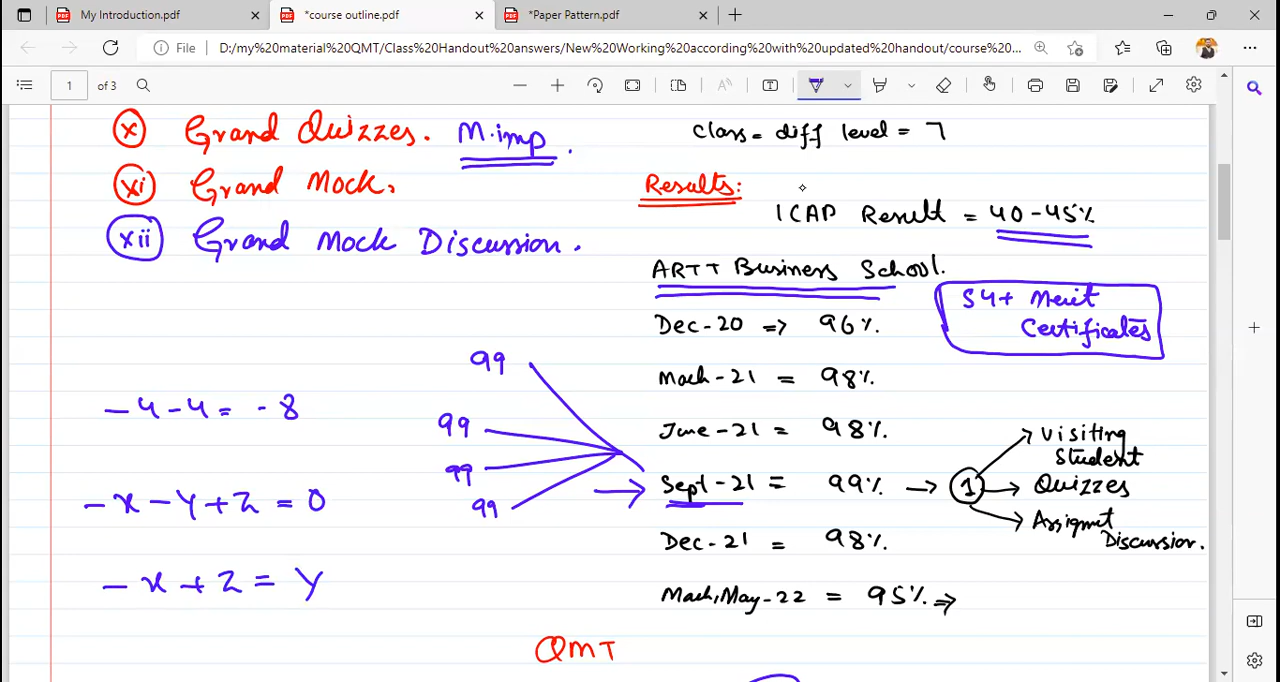 My Introduction.pdf
*course outline.pdf
*Paper Pattern.pdf
File
D:/my%20material%20QMT/Class%20Handout%20answers/New%20Working%20according%20with%20updated%20handout/course%20...
1
of 3
x Grand Quizzes. M.imp.
xi Grand Mock.
xii Grand Mock Discussion.
Class = diff level = 7
Results:
ICAP Result = 40-45%
ARTT Business School.
54+ Merit
Certificates
Dec-20 => 96%.
Mach-21 = 98%.
June-21 = 98%.
Sept-21 = 99% → 1
Dec-21 = 98%.
Mach,May-22 = 95%. =>
Visiting
Student
Quizzes
Assigmet
Discussion.
99
99
99
99
-4-4= -8
-x-y+z=0
-x+z=y
QMT